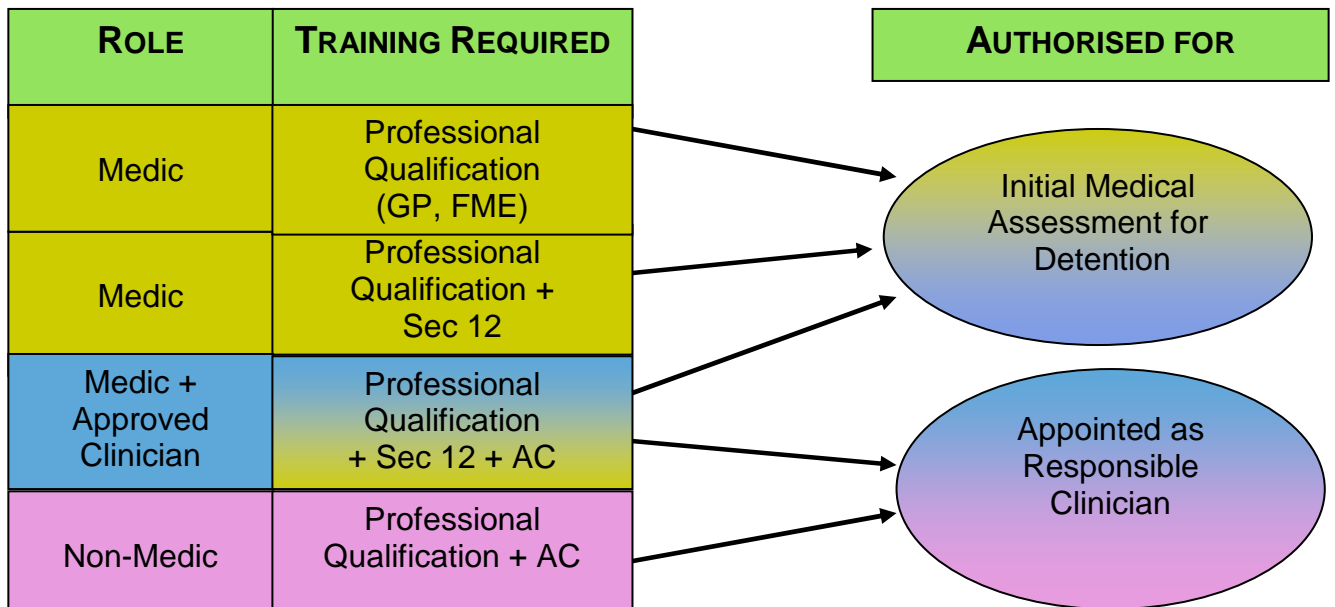 ROLE
TRAINING REQUIRED
AUTHORISED FOR
Medic
Professional
Qualification
(GP, FME)
Medic
Professional
Qualification +
Sec 12
Medic +
Approved
Clinician
Professional
Qualification
+ Sec 12 + AC
Non-Medic
Professional
Qualification + AC
Initial Medical
Assessment for
Detention
Appointed as
Responsible
Clinician